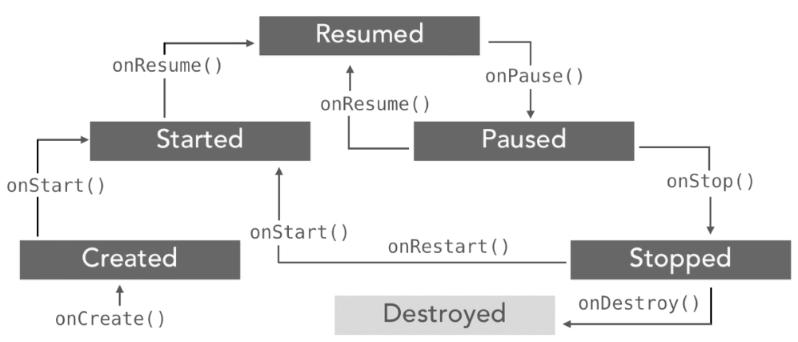 Resumed
onResume()
onPause()
onResume()
Started
Paused
onStart()
onStop()
onStart()
onRestart()
Created
Stopped
onCreate()
Destroyed
onDestroy()